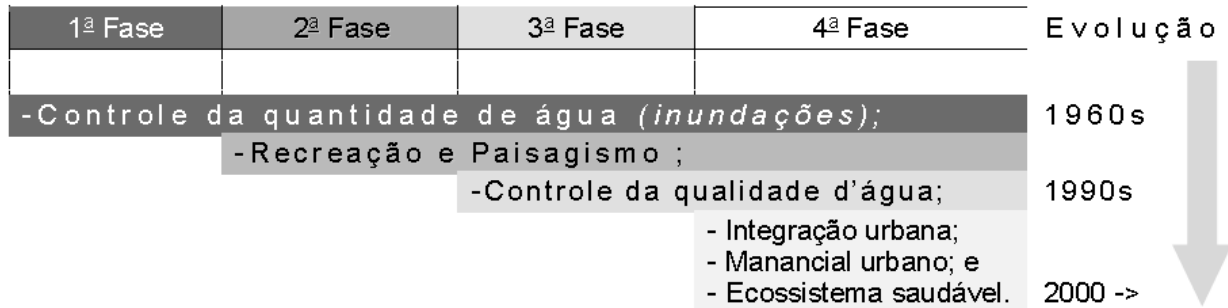 1ª Fase 2ª Fase 3ª Fase 4ª Fase Evolução
-Controle da quantidade de água (inundações); 1960s
-Recreação e Paisagismo ;
-Controle da qualidade d'água; 1990s
- Integração urbana;
- Manancial urbano; e
- Ecossistema saudável. 2000 ->